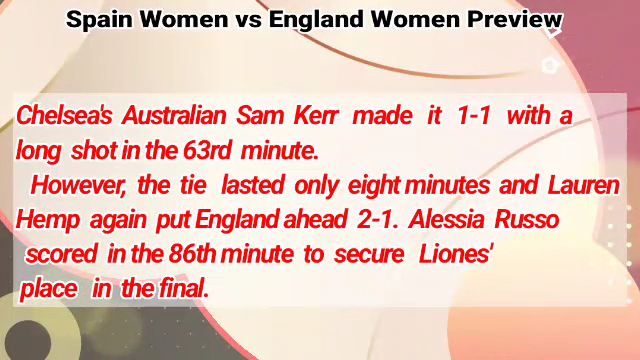 Spain Women vs England Women Preview
Chelsea's Australian Sam Kerr made it 1-1 with a
long shot in the 63rd minute.
However, the tie lasted only eight minutes and Lauren
Hemp again put England ahead 2-1. Alessia Russo
scored in the 86th minute to secure Liones'
place in the final.